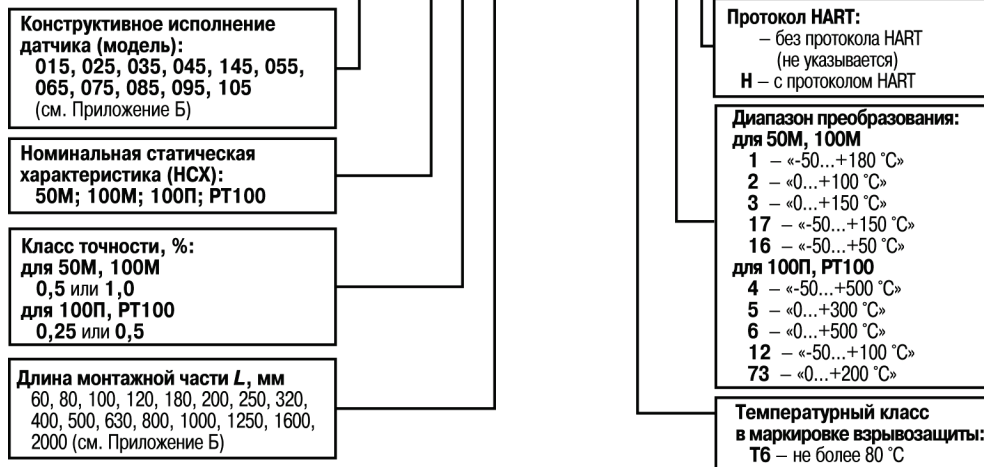 Конструктивное исполнение
датчика (модель):
015, 025, 035, 045, 145, 055,
065, 075, 085, 095, 105
(см. Приложение Б)
Номинальная статическая
характеристика (НСХ):
50М; 100М; 100П; РТ100
Класс точности, %:
для 50М, 100М
0,5 или 1,0
для 100П, РТ100
0,25 или 0,5
Длина монтажной части L, мм
60, 80, 100, 120, 180, 200, 250, 320,
400, 500, 630, 800, 1000, 1250, 1600,
2000 (см. Приложение Б)
Протокол HART:
– без протокола HART
(не указывается)
Н – с протоколом HART
Диапазон преобразования:
для 50М, 100М
1 – «-50...+180 °С»
2 – «0...+100 °С»
3 – «0...+150 °С»
17 – «-50...+150 °С»
16 – «-50...+50 °С»
для 100П, РТ100
4 – «-50...+500 °С»
5 – «0...+300 °С»
6 – «0...+500 °С»
12 – «-50...+100 °С»
73 – «0...+200 °С»
Температурный класс
в маркировке взрывозащиты:
Т6 – не более 80 °С